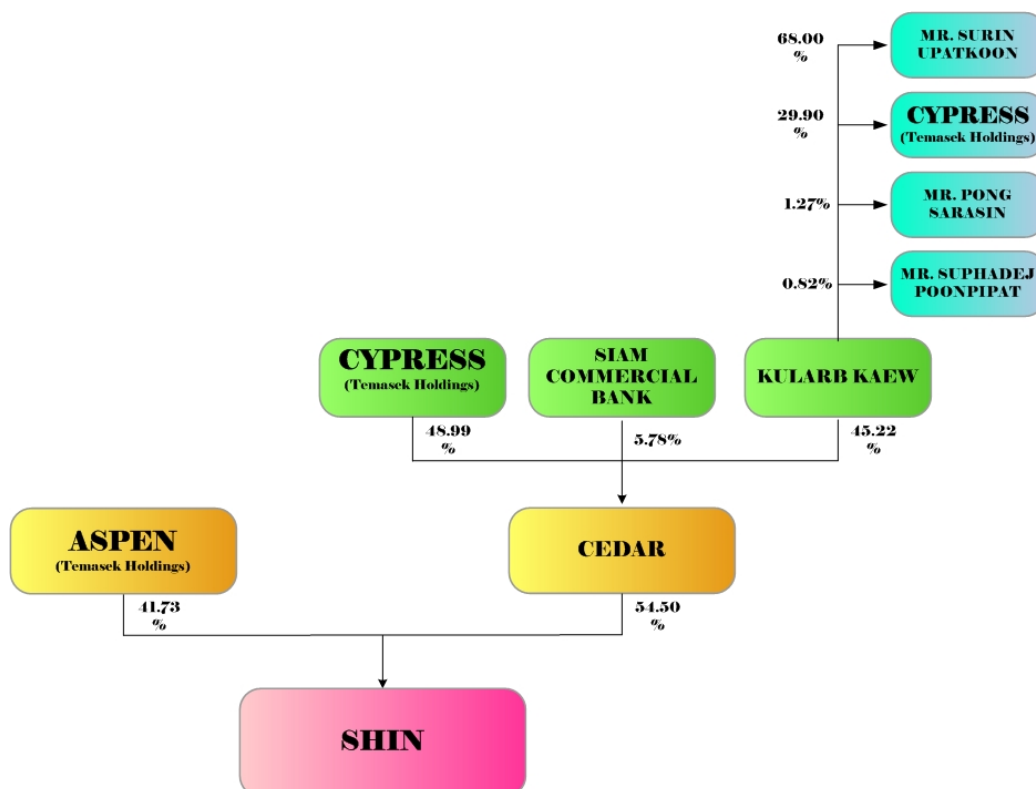 68.00
%
MR. SURIN
UPATKOON
29.90
%
CYPRESS
(Temasek Holdings)
1.27%
MR. PONG
SARASIN
0.82%
MR. SUPHADEJ
POONPIPAT
CYPRESS
(Temasek Holdings)
SIAM
COMMERCIAL
BANK
KULARB KAEW
48.99
%
5.78%
45.22
%
ASPEN
(Temasek Holdings)
CEDAR
41.73
%
54.50
%
SHIN